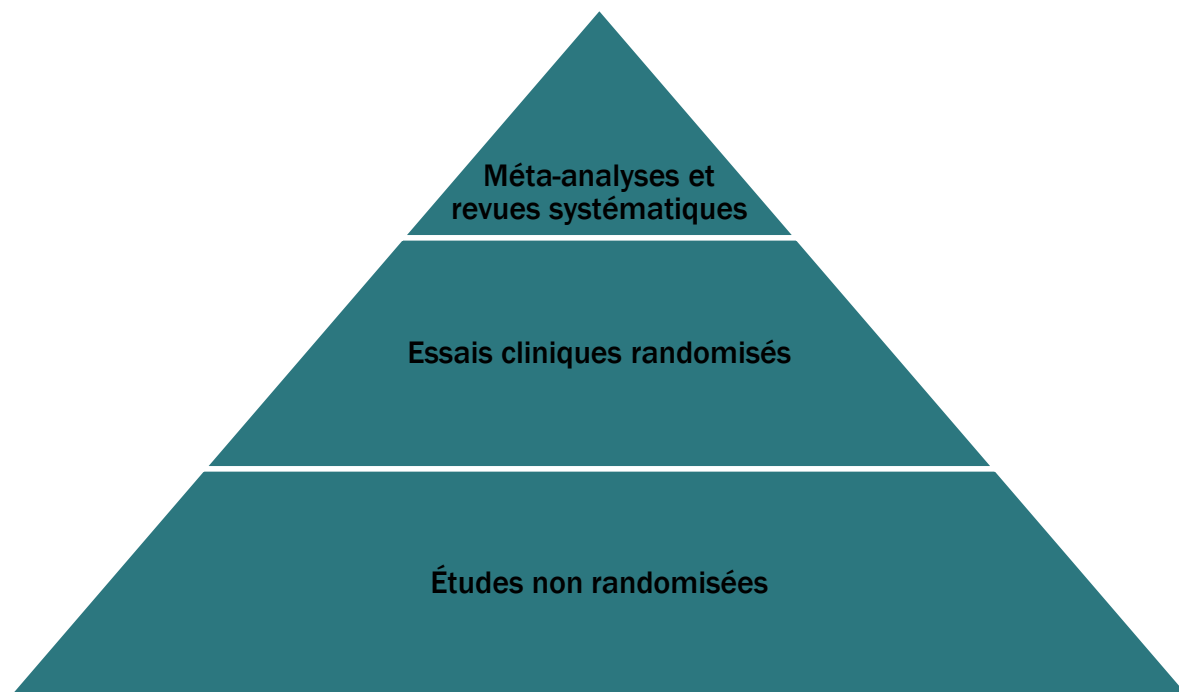 Méta-analyses et
revues systématiques
Essais cliniques randomisés
Études non randomisées